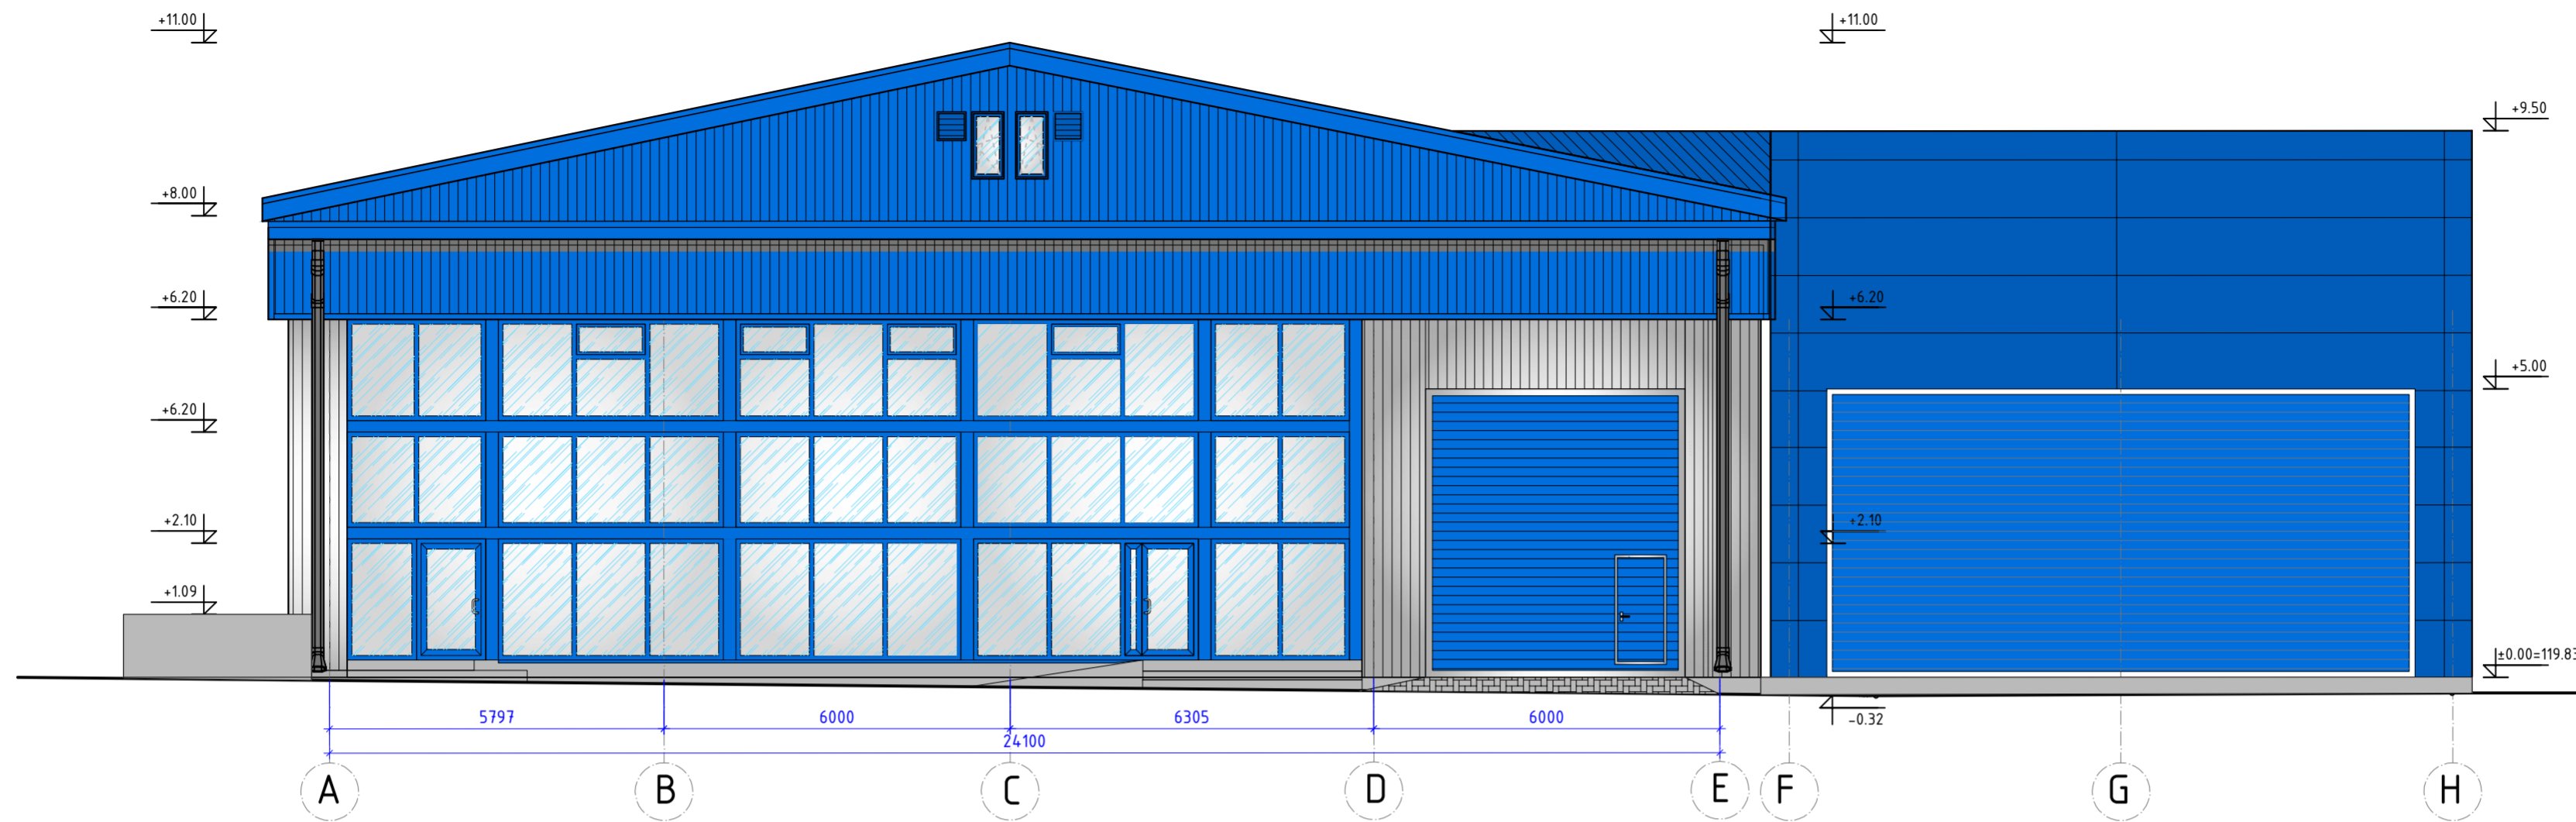 +11.00
+11.00
+9.50
+8.00
+6.20
+6.20
+5.00
+6.20
+2.10
+2.10
+1.09
±0.00=119.83
-0.32
5797
6000
6305
6000
24100
A
B
C
D
E
F
G
H